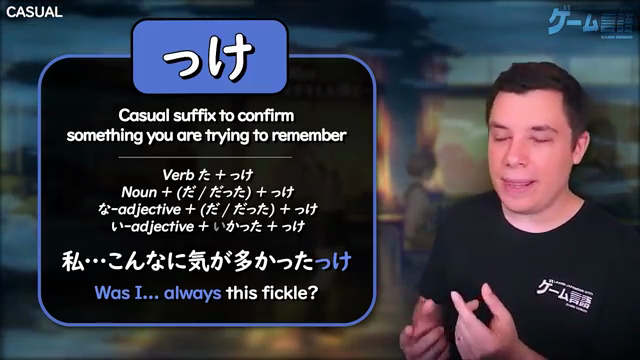 CASUAL
ゲーム言語
っけ
Casual suffix to confirm
something you are trying to remember
Verb た + っけ
Noun + (だ / だった) + っけ
な-adjective + (だ / だった) + っけ
い-adjective + いかった + っけ
私…こんなに気が多かったっけ
Was I... always this fickle?
ゲーム言語